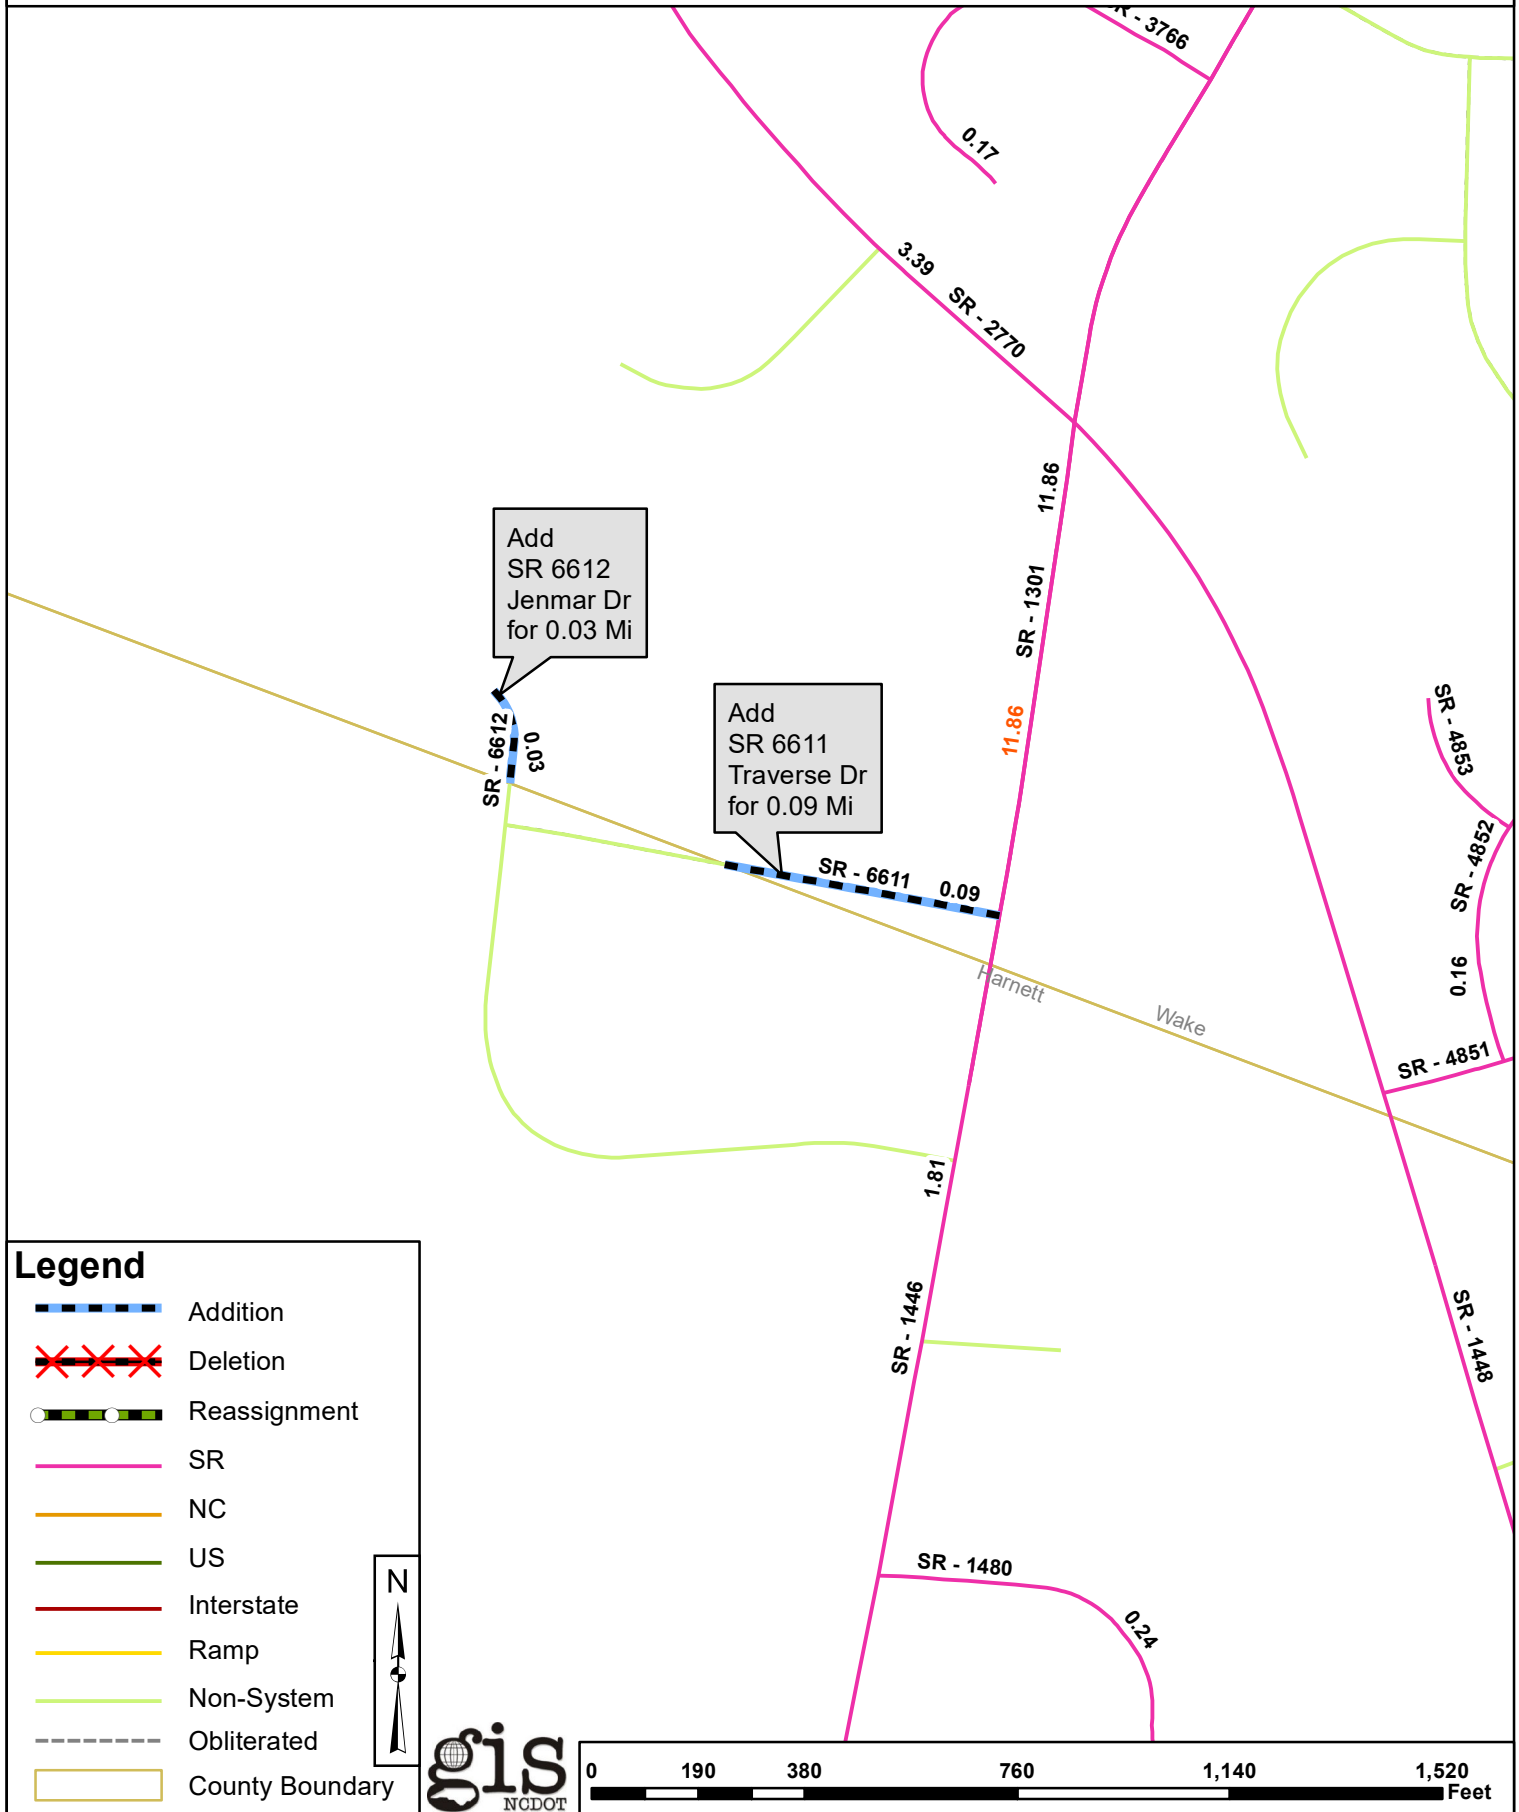 SR - 3766
0.17
3.39
SR - 2770
11.86
SR - 1301
11.86
Add
SR 6612
Jenmar Dr
for 0.03 Mi
SR - 6612
0.03
Add
SR 6611
Traverse Dr
for 0.09 Mi
SR - 6611
0.09
SR - 4853
SR - 4852
0.16
SR - 4851
Harnett
Wake
1.81
SR - 1446
SR - 1448
SR - 1480
0.24
Legend
Addition
Deletion
Reassignment
SR
NC
US
Interstate
Ramp
Non-System
Obliterated
County Boundary
N
gis
NCDOT
0 190 380 760 1,140 1,520
Feet